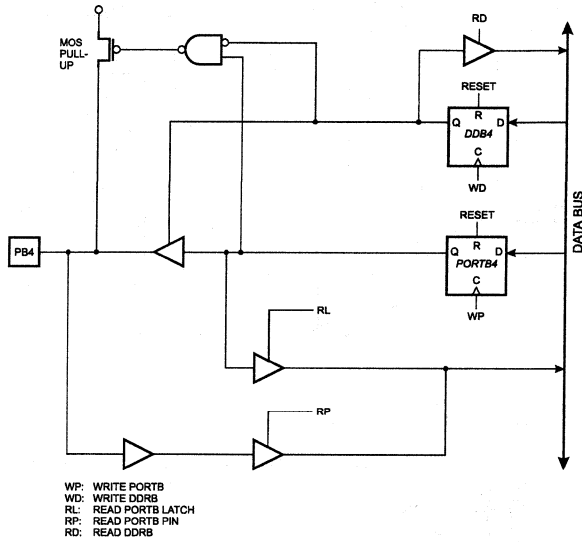 RD
MOS
PULL-
UP
RESET
R
Q
D
DDB4
C
WD
RESET
R
Q
D
PORTB4
C
WP
DATA BUS
PB4
RL
RP
WP: WRITE PORTB
WD: WRITE DDRB
RL: READ PORTB LATCH
RP: READ PORTB PIN
RD: READ DDRB